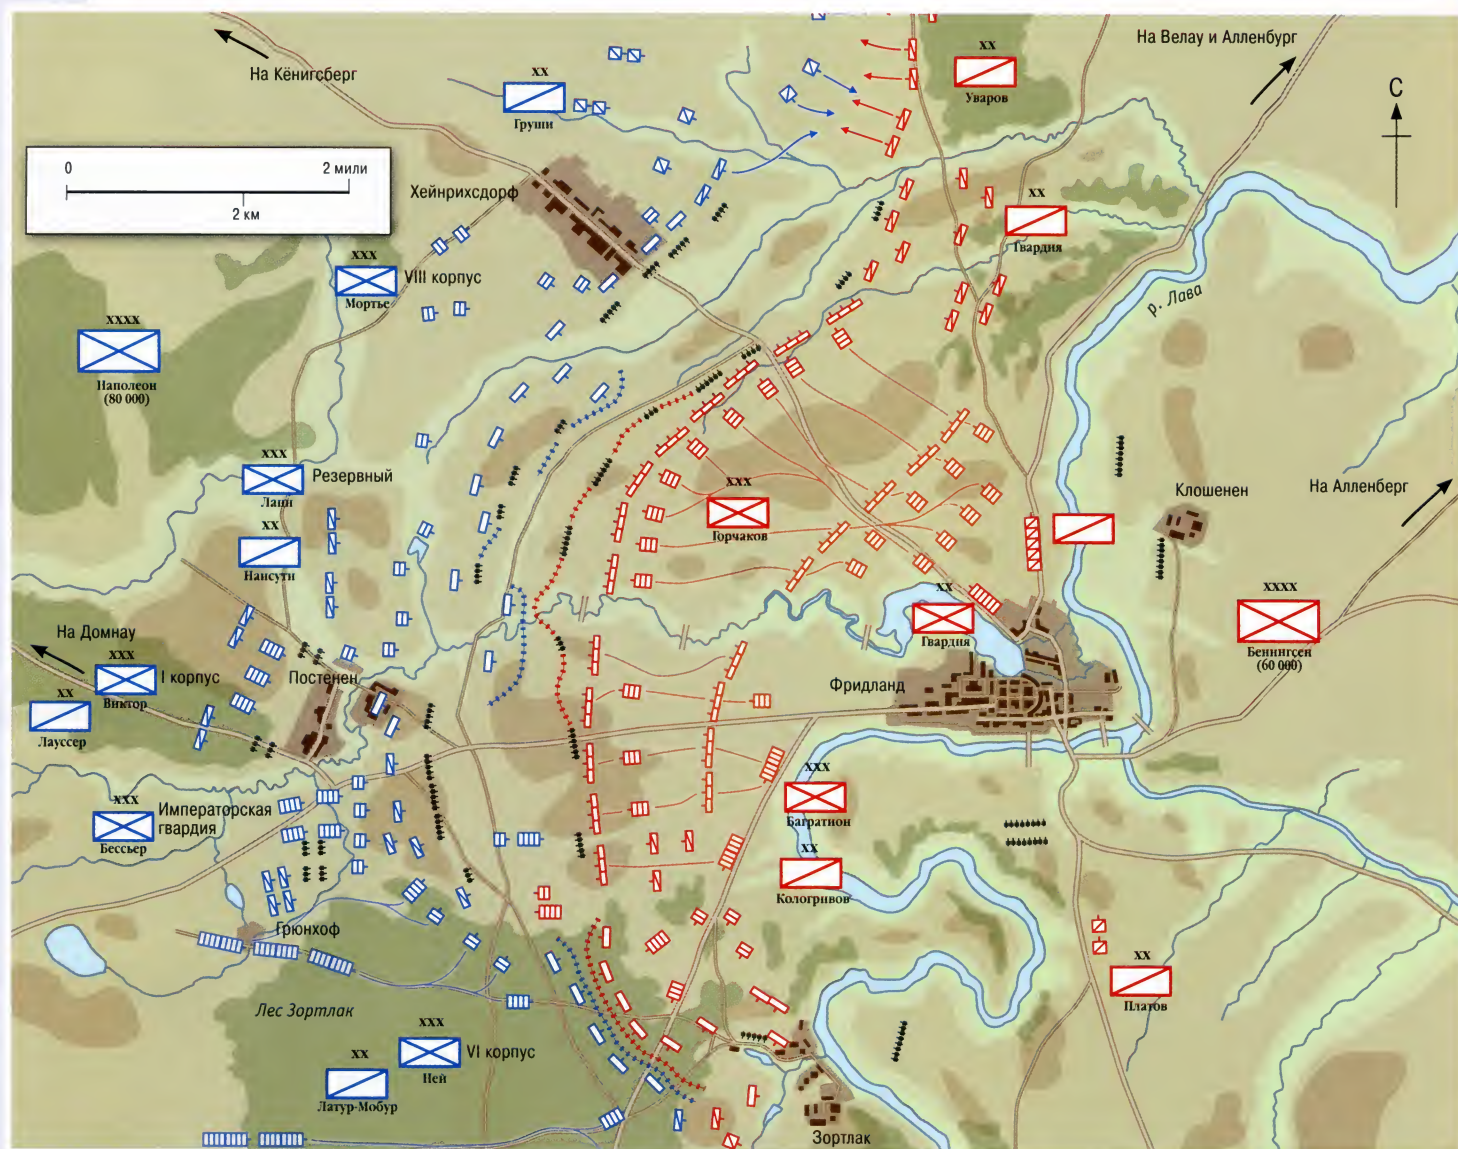 На Кёнигсберг
XX
Груши
XX
Уваров
На Велау и Алленбург
С
0
2 мили
2 км
Хейнрихсдорф
XX
Гвардия
XXX
VIII корпус
Мортье
р. Лава
XXXX
Наполеон
(80 000)
XXX
Резервный
Ланн
XX
Нансути
XXX
Горчаков
Клошенен
На Алленберг
XX
Гвардия
XXXX
Беннигсен
(60 000)
На Домнау
XXX
I корпус
Виктор
XX
Лауссер
Постенен
Фридланд
XXX
Багратион
XXX
Императорская
гвардия
Бессьер
XX
Кологривов
Грюнхоф
XX
Платов
Лес Зортлак
XXX
VI корпус
Ней
XX
Латур-Мобур
Зортлак